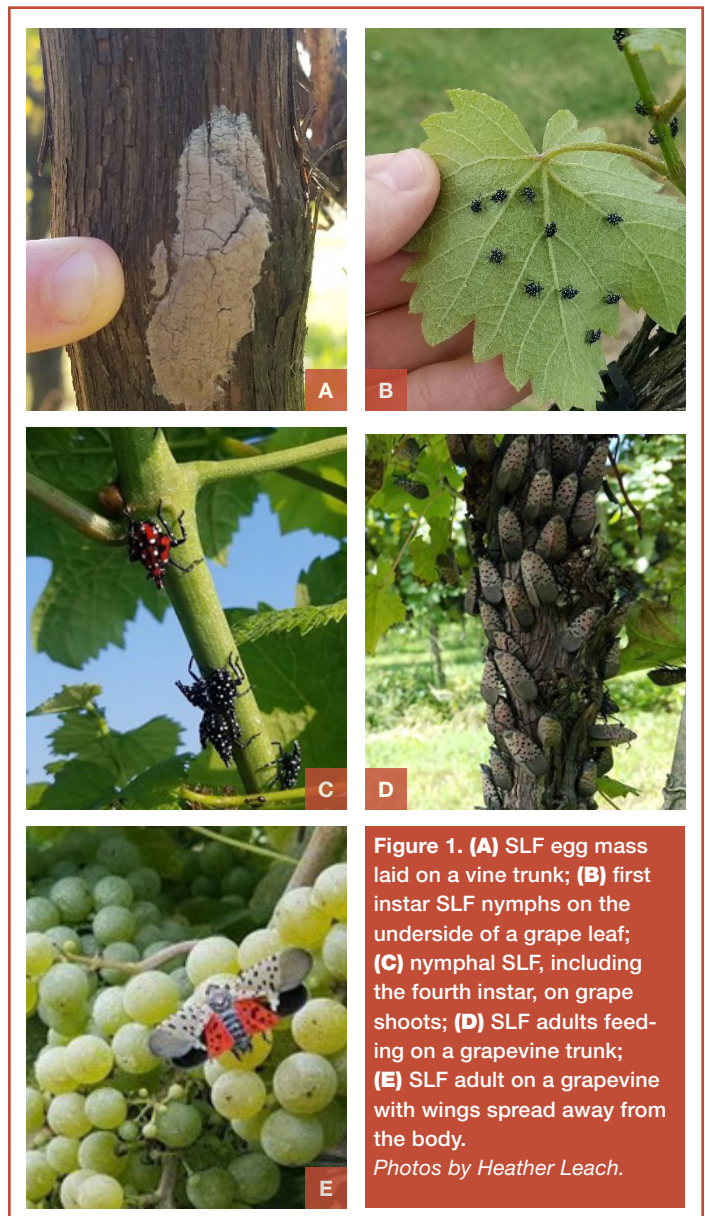 A
B
C
D
E
Figure 1. (A) SLF egg mass
laid on a vine trunk; (B) first
instar SLF nymphs on the
underside of a grape leaf;
(C) nymphal SLF, including
the fourth instar, on grape
shoots; (D) SLF adults feed-
ing on a grapevine trunk;
(E) SLF adult on a grapevine
with wings spread away from
the body.
Photos by Heather Leach.